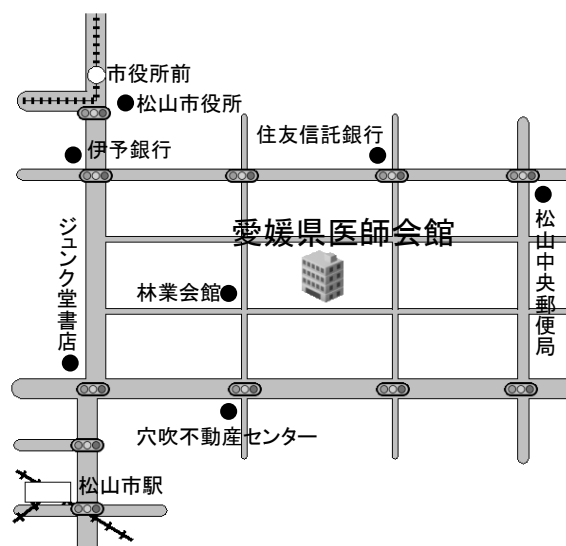 市役所前
松山市役所
伊予銀行
住友信託銀行
愛媛県医師会館
ジュンク堂書店
林業会館
松山中央郵便局
穴吹不動産センター
松山市駅